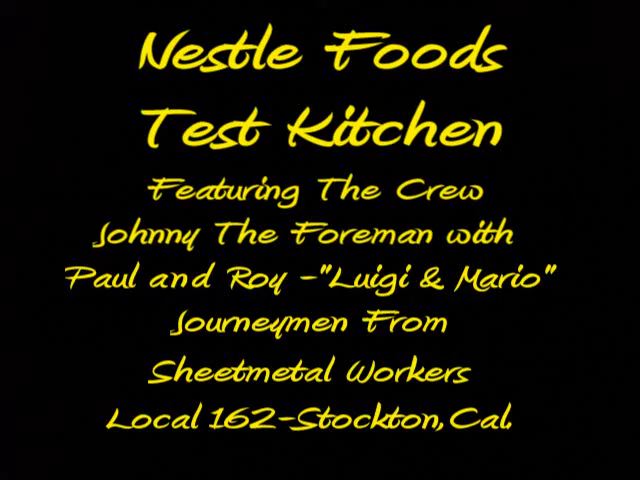 Nestle Foods
Test Kitchen
Featuring The Crew
Johnny The Foreman with
Paul and Roy -"Luigi & Mario"
Journeymen From
Sheetmetal Workers
Local 162-Stockton, Cal.